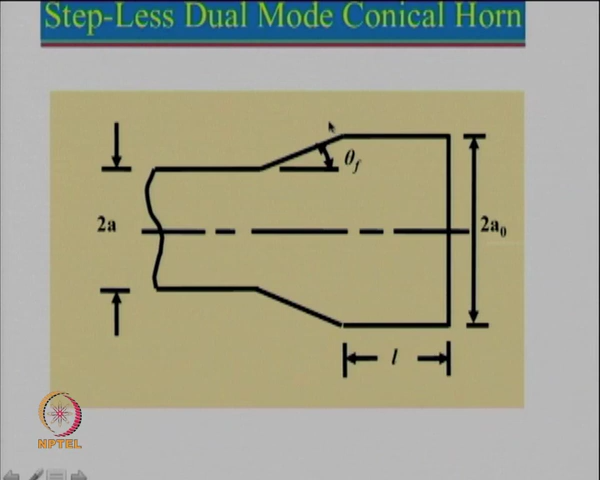 Step-Less Dual Mode Conical Horn
θf
2a
2a0
l
NPTEL